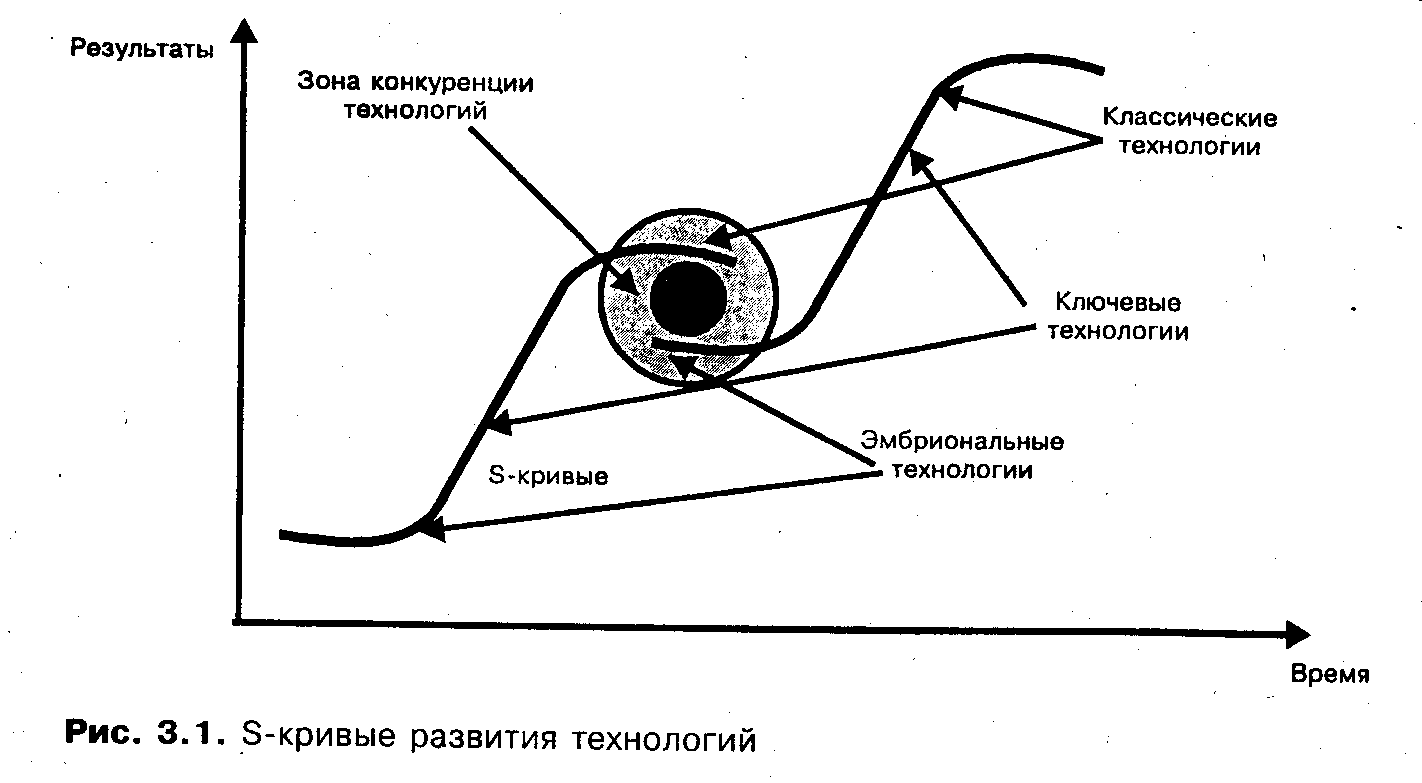 Результаты
Зона конкуренции
технологий
Классические
технологии
Ключевые
технологии
Эмбриональные
технологии
S-кривые
Время
Рис. 3.1. S-кривые развития технологий